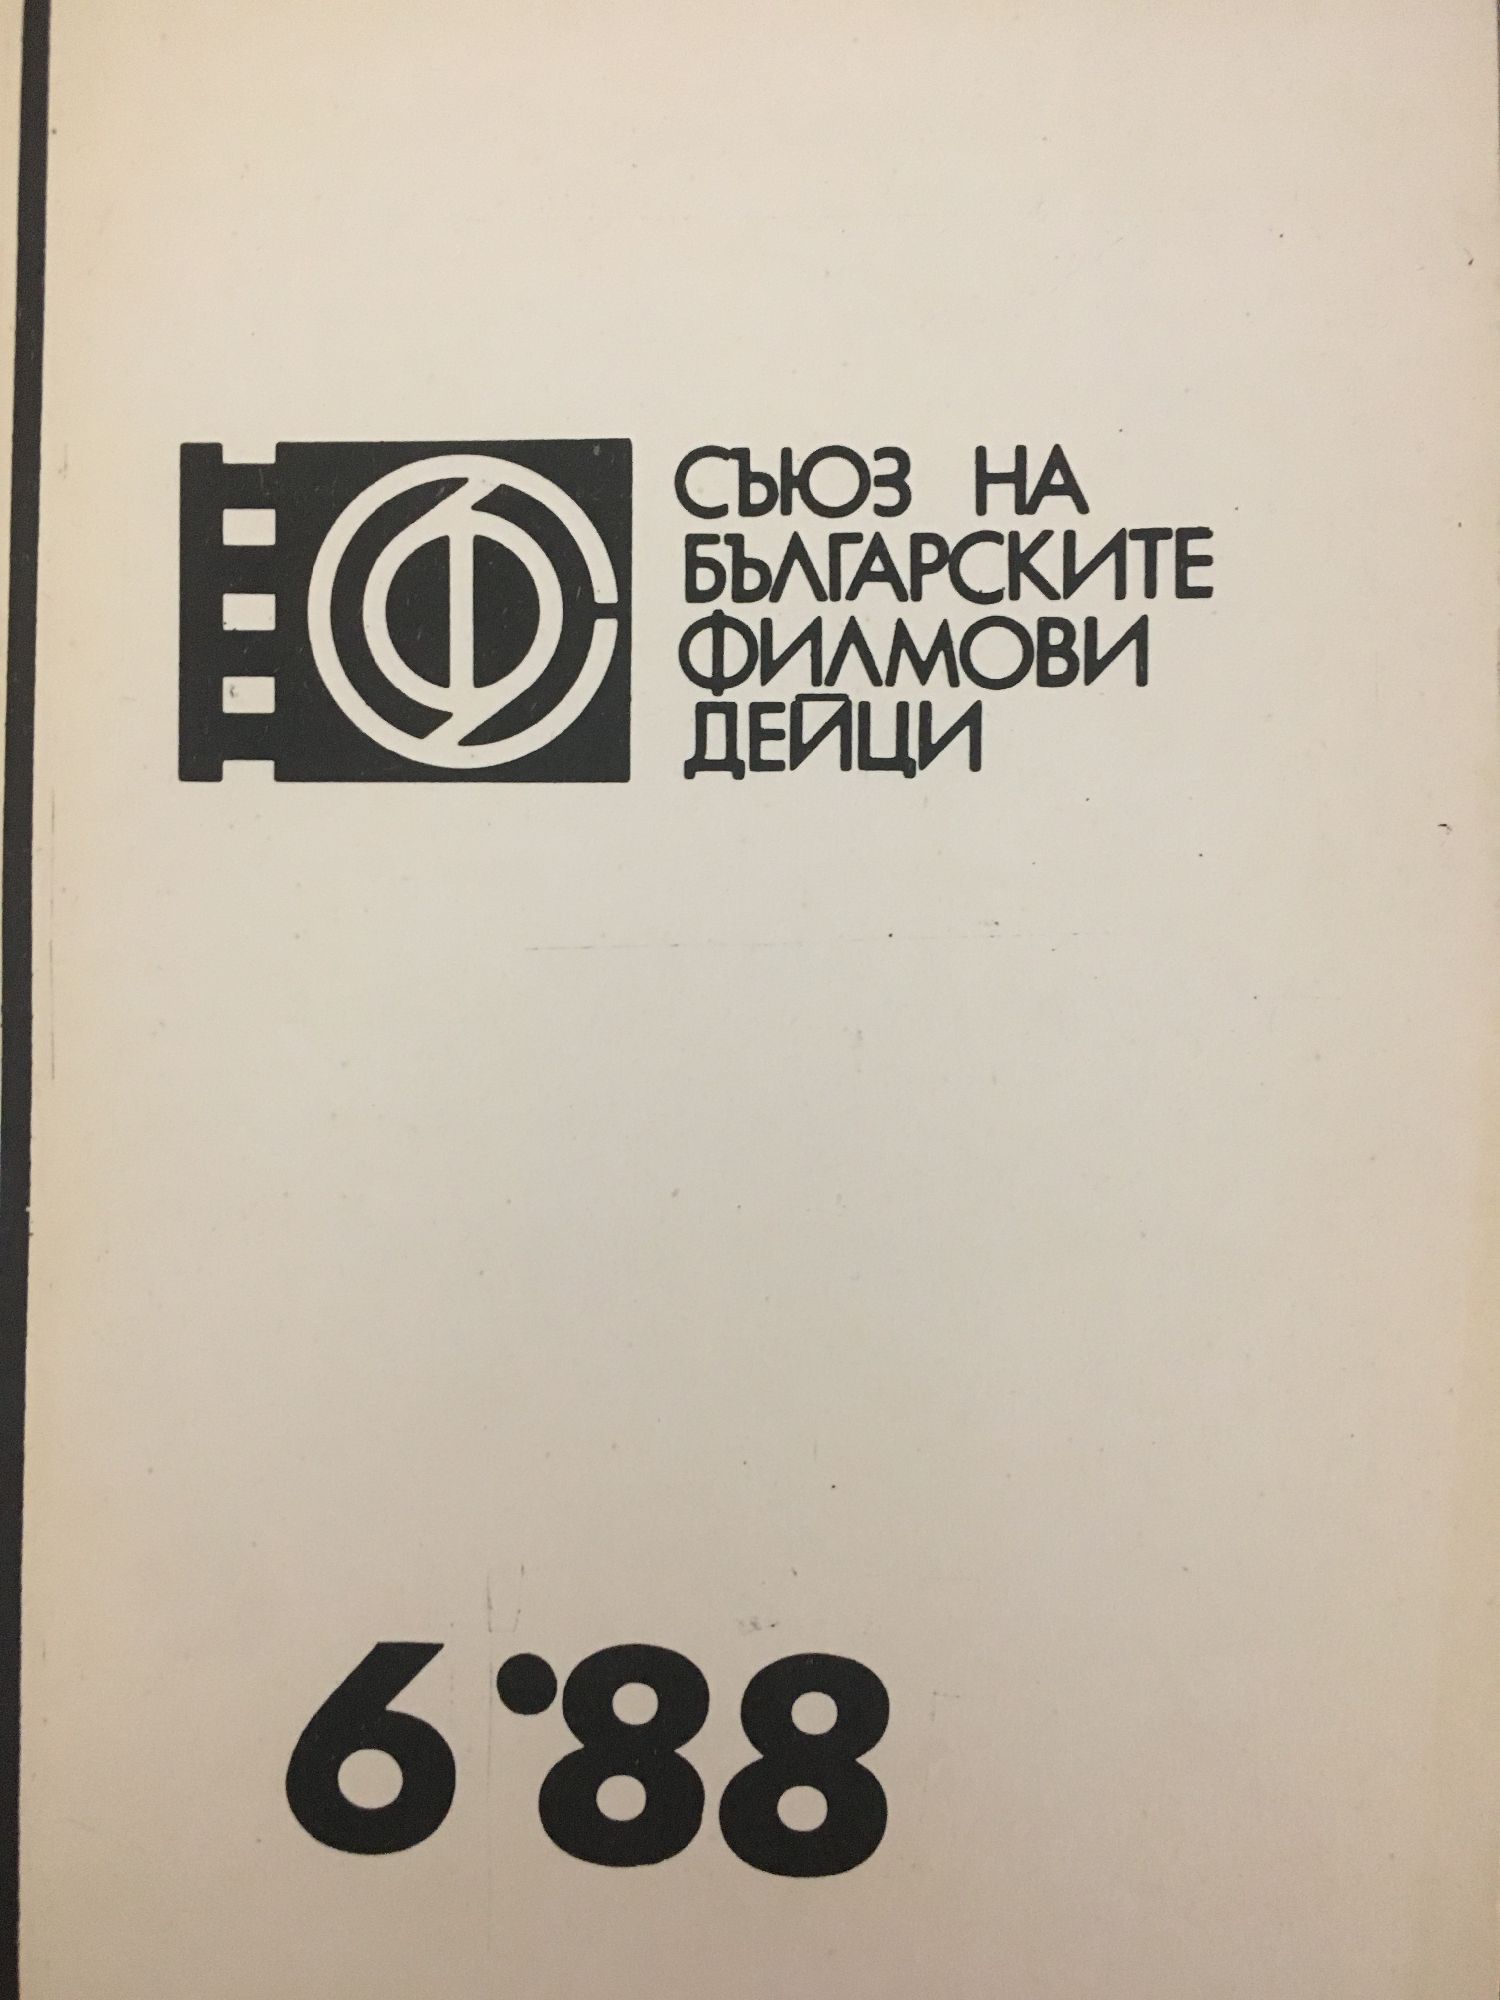 СЪЮЗ НА
БЪЛГАРСКИТЕ
ФИЛМОВИ
ДЕЙЦИ
6·88